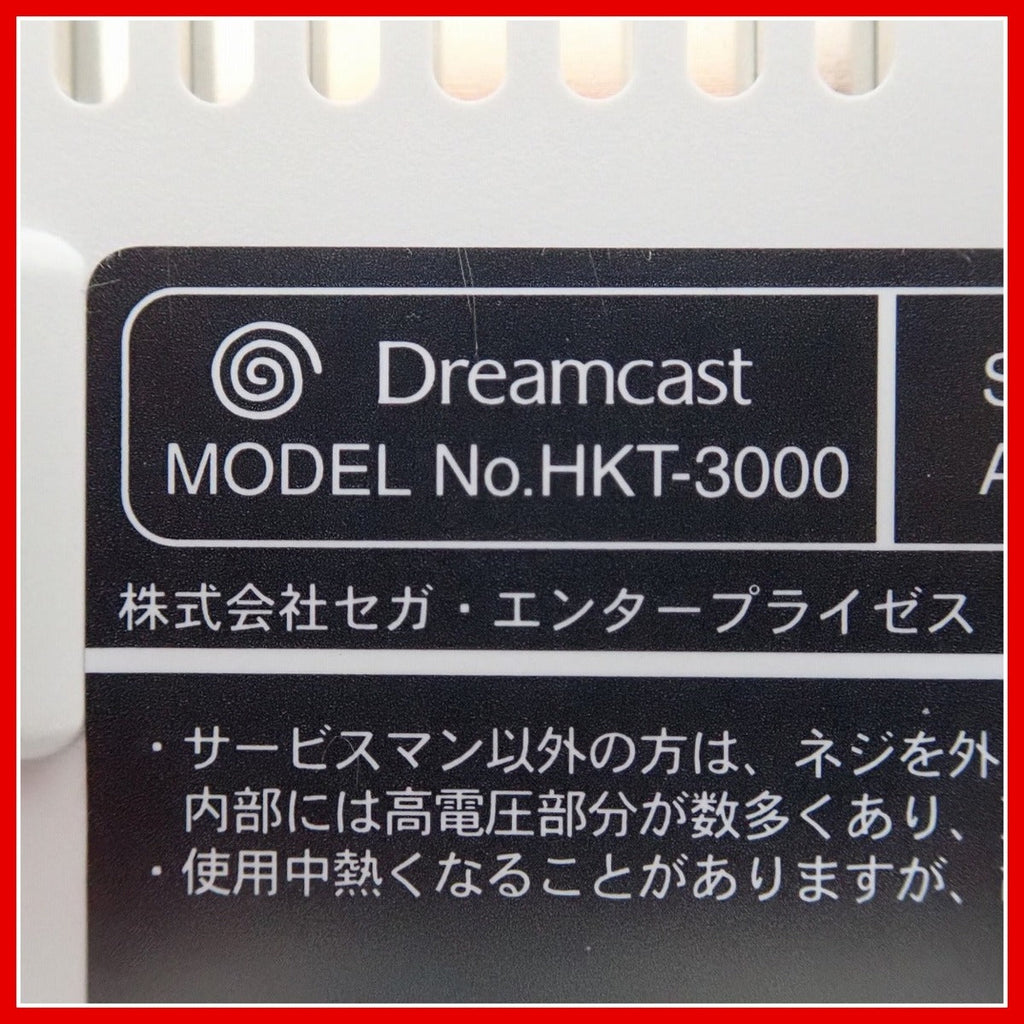 Dreamcast
MODEL No.HKT-3000
株式会社セガ・エンタープライゼス
・サービスマン以外の方は、ネジを外
内部には高電圧部分が数多くあり、
・使用中熱くなることがありますが、